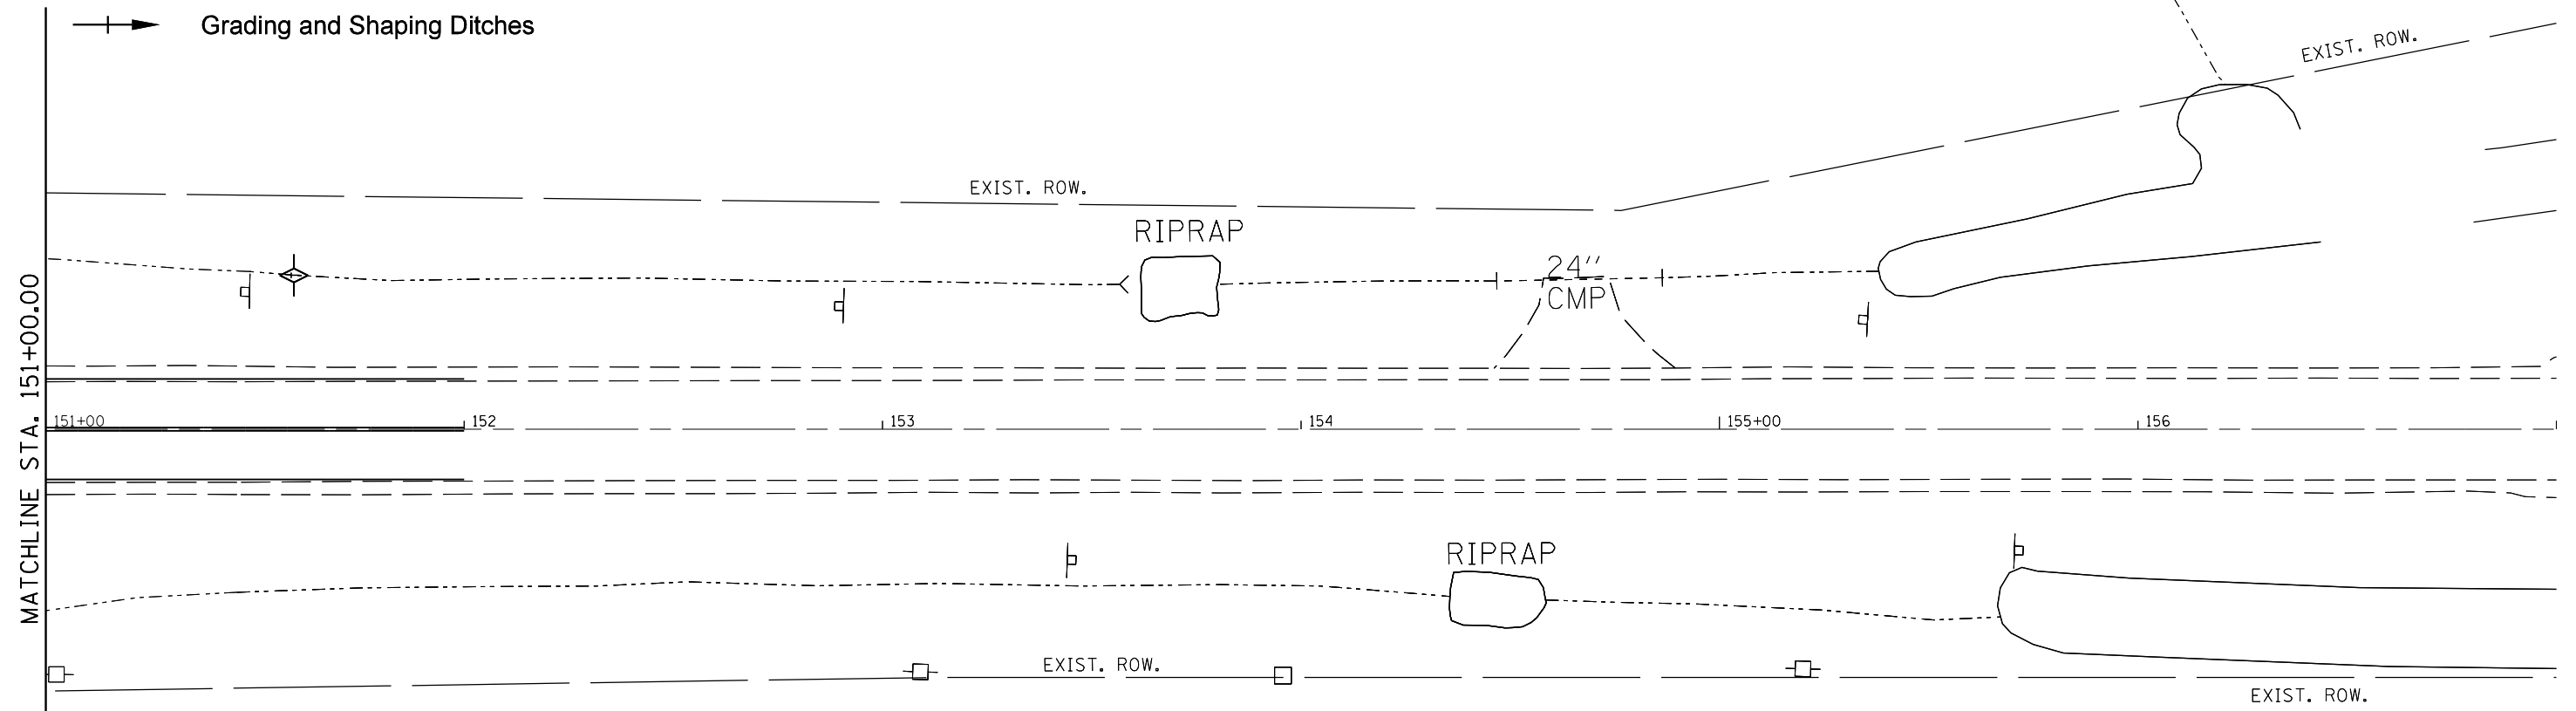 Grading and Shaping Ditches
EXIST. ROW.
EXIST. ROW.
RIPRAP
24''
CMP
MATCHLINE STA. 151+00.00
151+00
152
153
154
155+00
156
RIPRAP
EXIST. ROW.
EXIST. ROW.